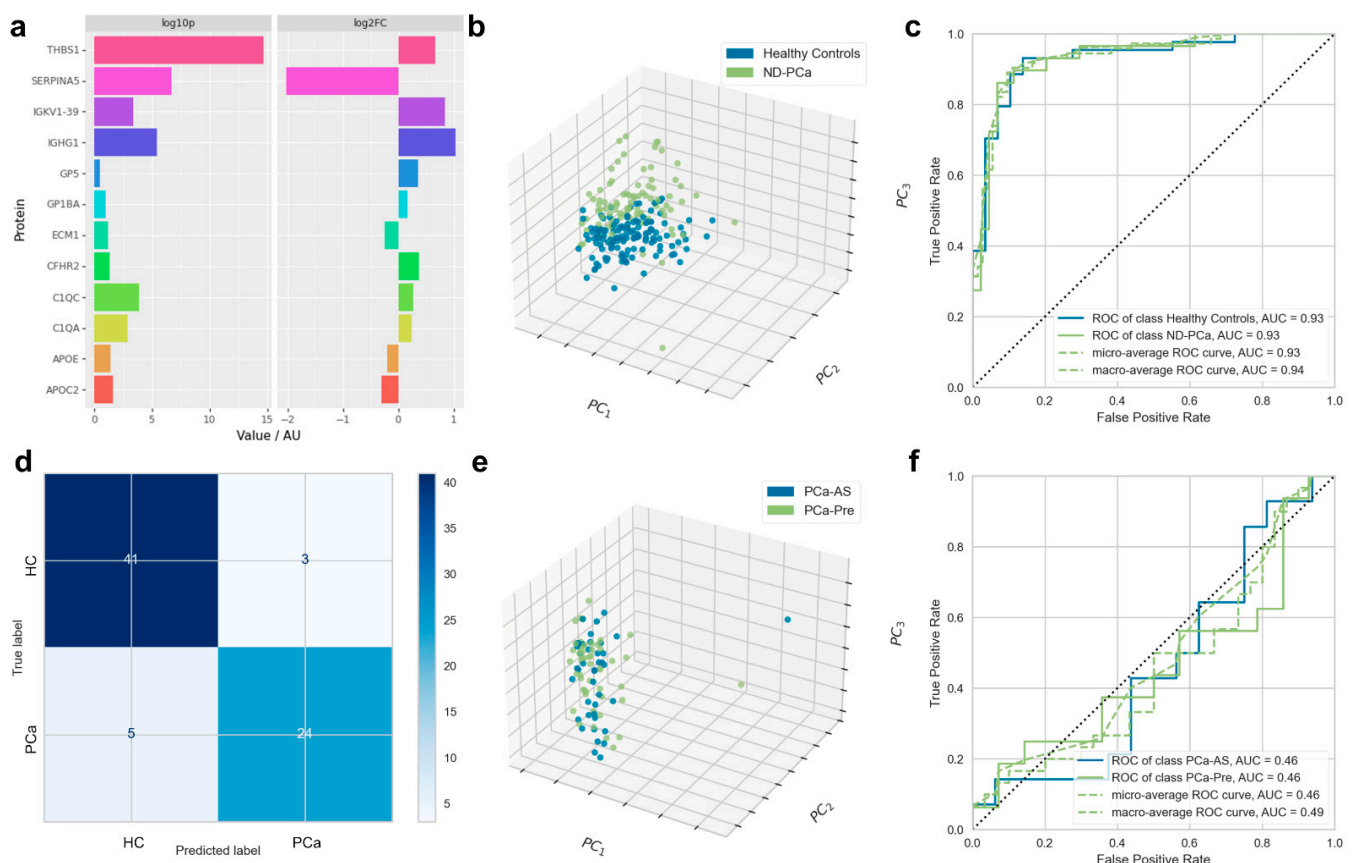 a
log10p
log2FC
THBS1
SERPINA5
IGKV1-39
IGHG1
GP5
GP1BA
ECM1
CFHR2
C1QC
C1QA
APOE
APOC2
Protein
0
5
10
15
−2
−1
0
1
Value / AU
b
Healthy Controls
ND-PCa
PC1
PC2
PC3
c
1.0
0.8
0.6
0.4
0.2
0.0
True Positive Rate
ROC of class Healthy Controls, AUC = 0.93
ROC of class ND-PCa, AUC = 0.93
micro-average ROC curve, AUC = 0.93
macro-average ROC curve, AUC = 0.94
0.0
0.2
0.4
0.6
0.8
1.0
False Positive Rate
d
HC
PCa
True label
41
3
5
24
HC
PCa
Predicted label
40
35
30
25
20
15
10
5
e
PCa-AS
PCa-Pre
PC1
PC2
PC3
f
1.0
0.8
0.6
0.4
0.2
0.0
True Positive Rate
ROC of class PCa-AS, AUC = 0.46
ROC of class PCa-Pre, AUC = 0.46
micro-average ROC curve, AUC = 0.46
macro-average ROC curve, AUC = 0.49
0.0
0.2
0.4
0.6
0.8
1.0
False Positive Rate